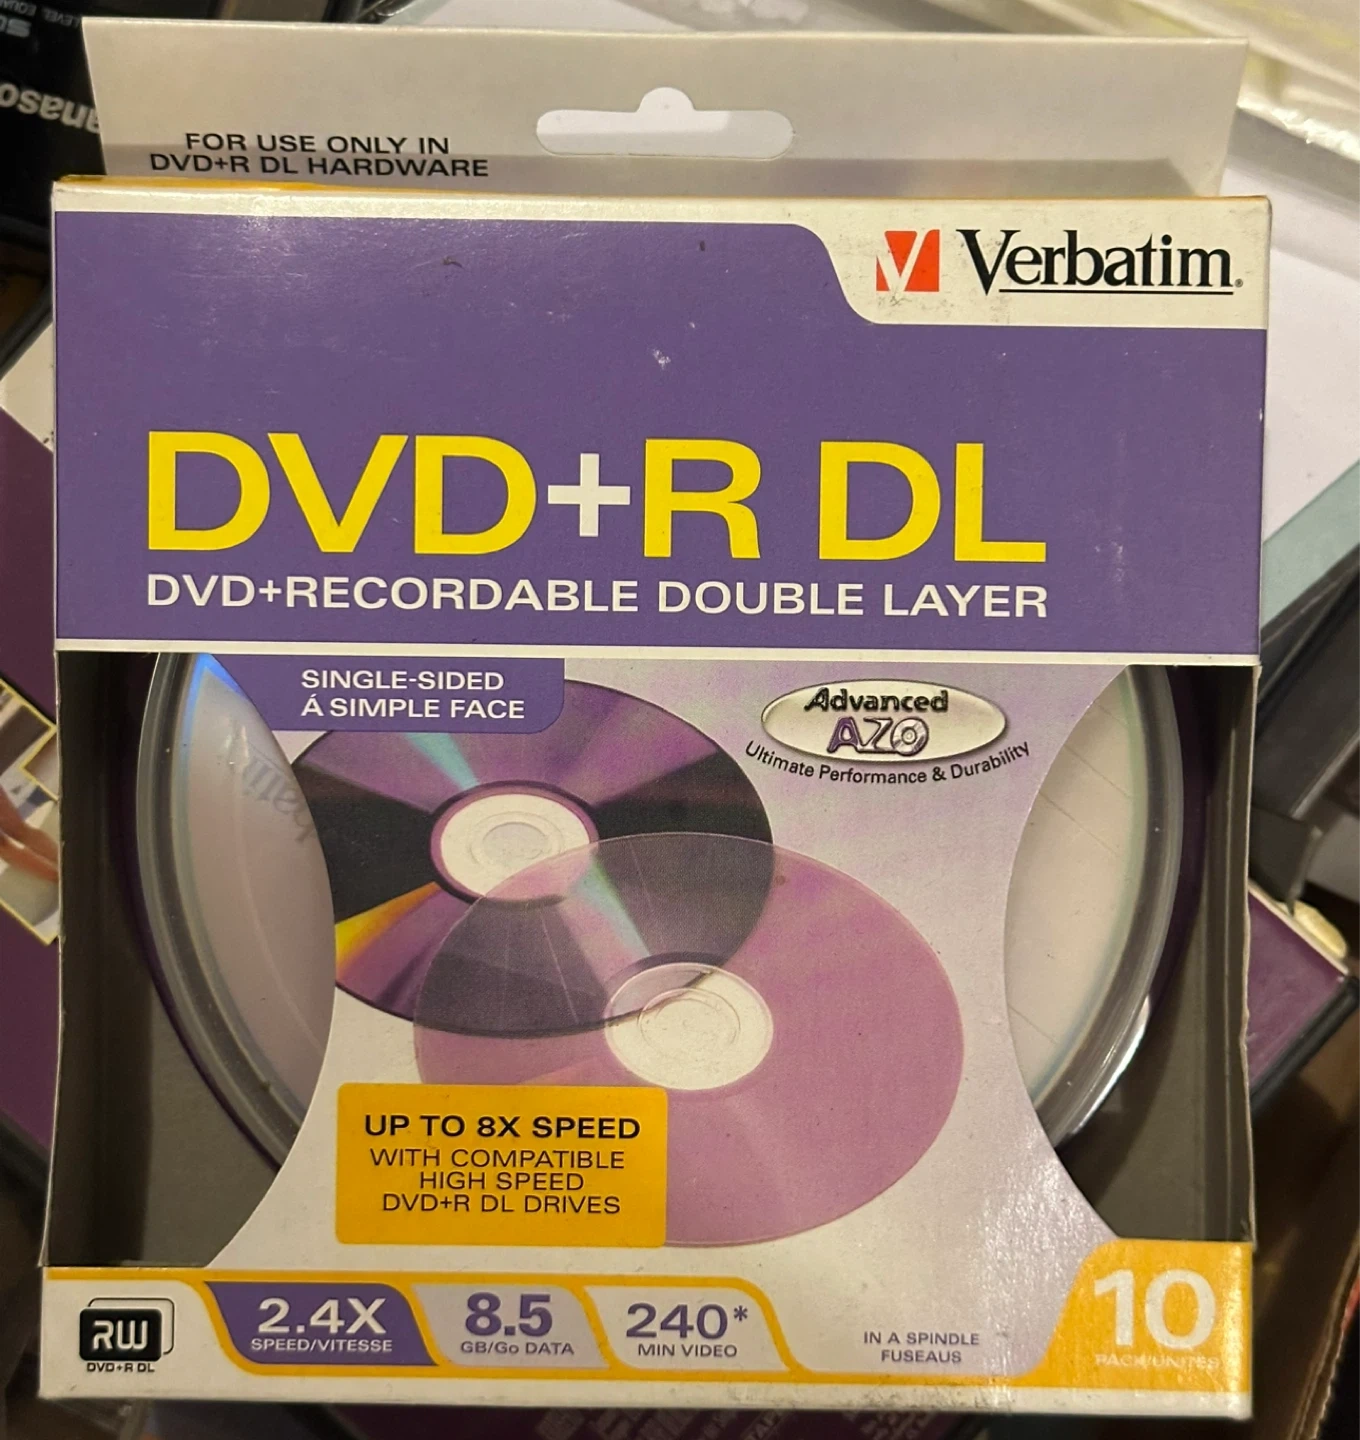 FOR USE ONLY IN
DVD+R DL HARDWARE
Verbatim
DVD+R DL
DVD+RECORDABLE DOUBLE LAYER
SINGLE-SIDED
Á SIMPLE FACE
Advanced
AZO
Ultimate Performance & Durability
UP TO 8X SPEED
WITH COMPATIBLE
HIGH SPEED
DVD+R DL DRIVES
RW
DVD+R DL
2.4X
SPEED/VITESSE
8.5
GB/Go DATA
240*
MIN VIDEO
IN A SPINDLE
FUSEAUS
10
PACK/UNITÉS